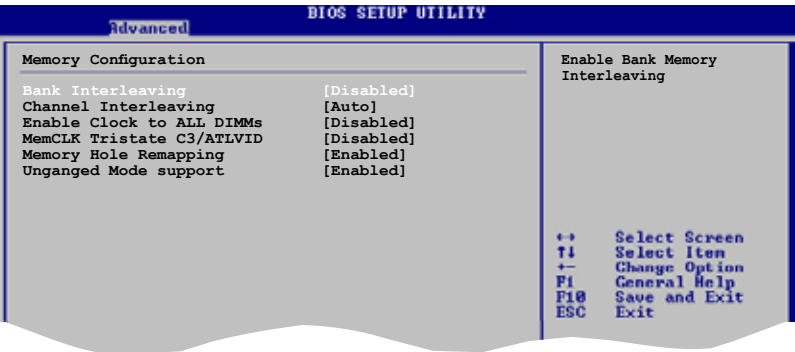 BIOS SETUP UTILITY
Advanced
Memory Configuration
Bank Interleaving [Disabled]
Channel Interleaving [Auto]
Enable Clock to ALL DIMMs [Disabled]
MemCLK Tristate C3/ATLVID [Disabled]
Memory Hole Remapping [Enabled]
Unganged Mode support [Enabled]
Enable Bank Memory
Interleaving
←→ Select Screen
↑↓ Select Item
+- Change Option
F1 General Help
F10 Save and Exit
ESC Exit